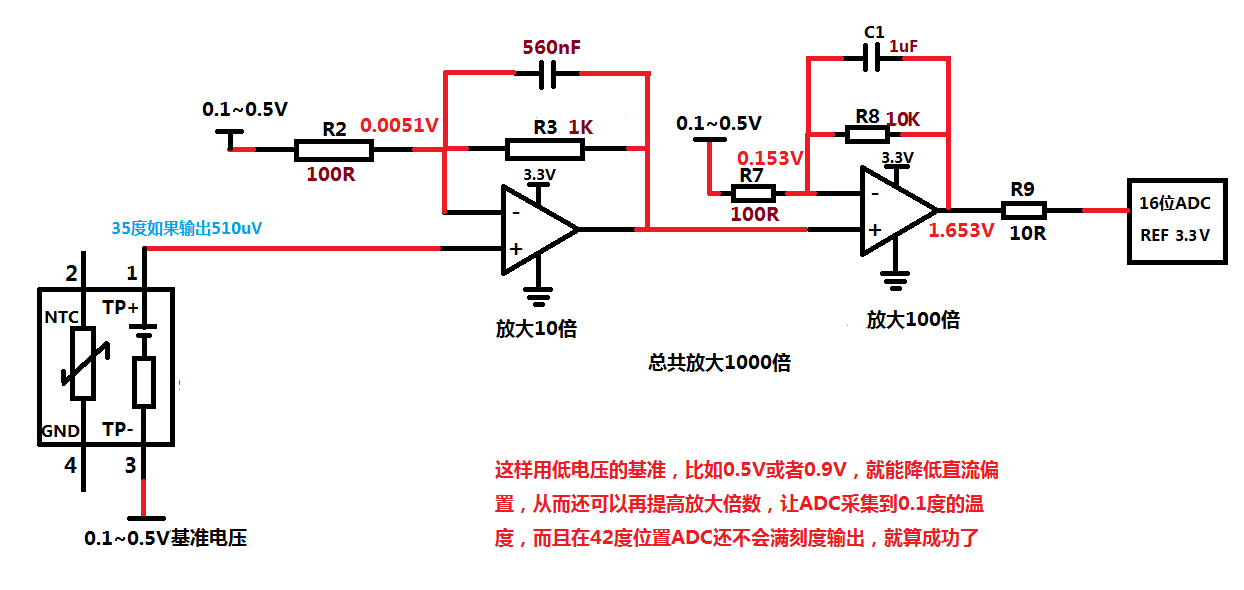 C1
1uF
560nF
0.1~0.5V
R2
0.0051V
R3
1K
0.1~0.5V
R8
10K
100R
3.3V
0.153V
R7
3.3V
100R
R9
16位ADC
REF 3.3V
35度如果输出510uV
-
+
-
+
1.653V
10R
2
1
NTC
TP+
放大10倍
放大100倍
总共放大1000倍
GND
TP-
4
3
0.1~0.5V基准电压
这样用低电压的基准，比如0.5V或者0.9V，就能降低直流偏
置，从而还可以再提高放大倍数，让ADC采集到0.1度的温
度，而且在42度位置ADC还不会满刻度输出，就算成功了